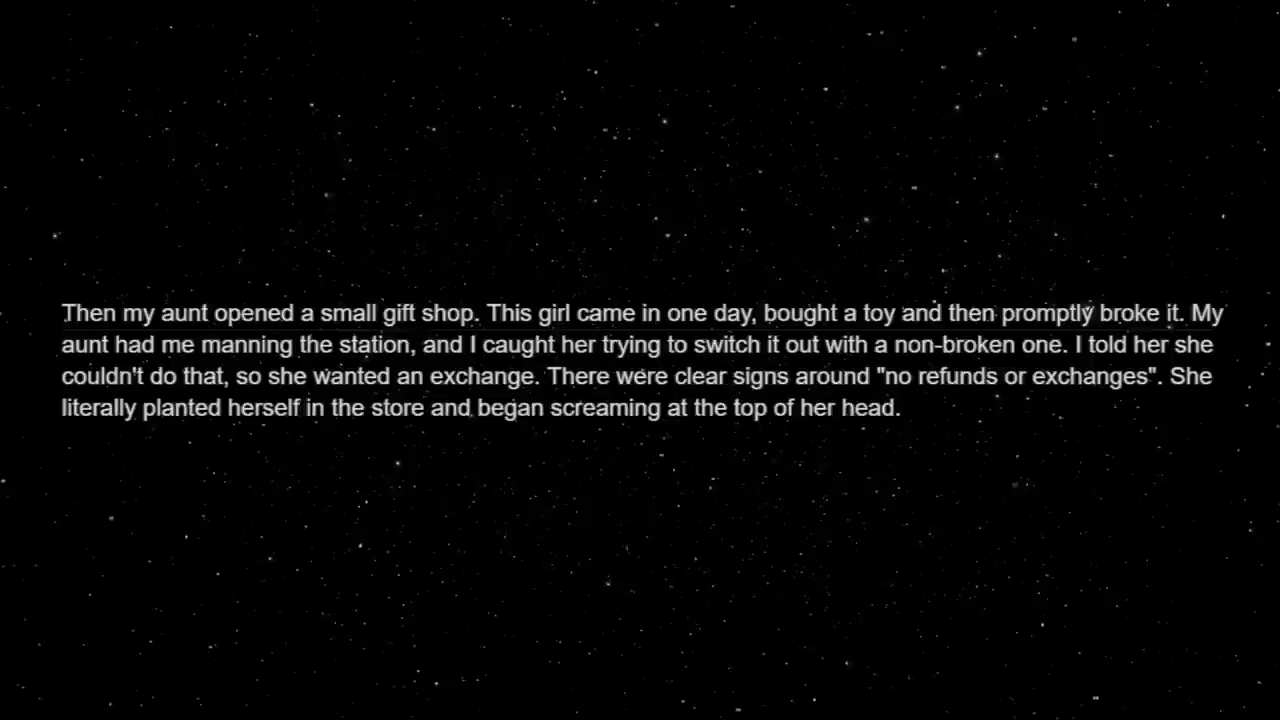 Then my aunt opened a small gift shop. This girl came in one day, bought a toy and then promptly broke it. My
aunt had me manning the station, and I caught her trying to switch it out with a non-broken one. I told her she
couldn't do that, so she wanted an exchange. There were clear signs around "no refunds or exchanges". She
literally planted herself in the store and began screaming at the top of her head.